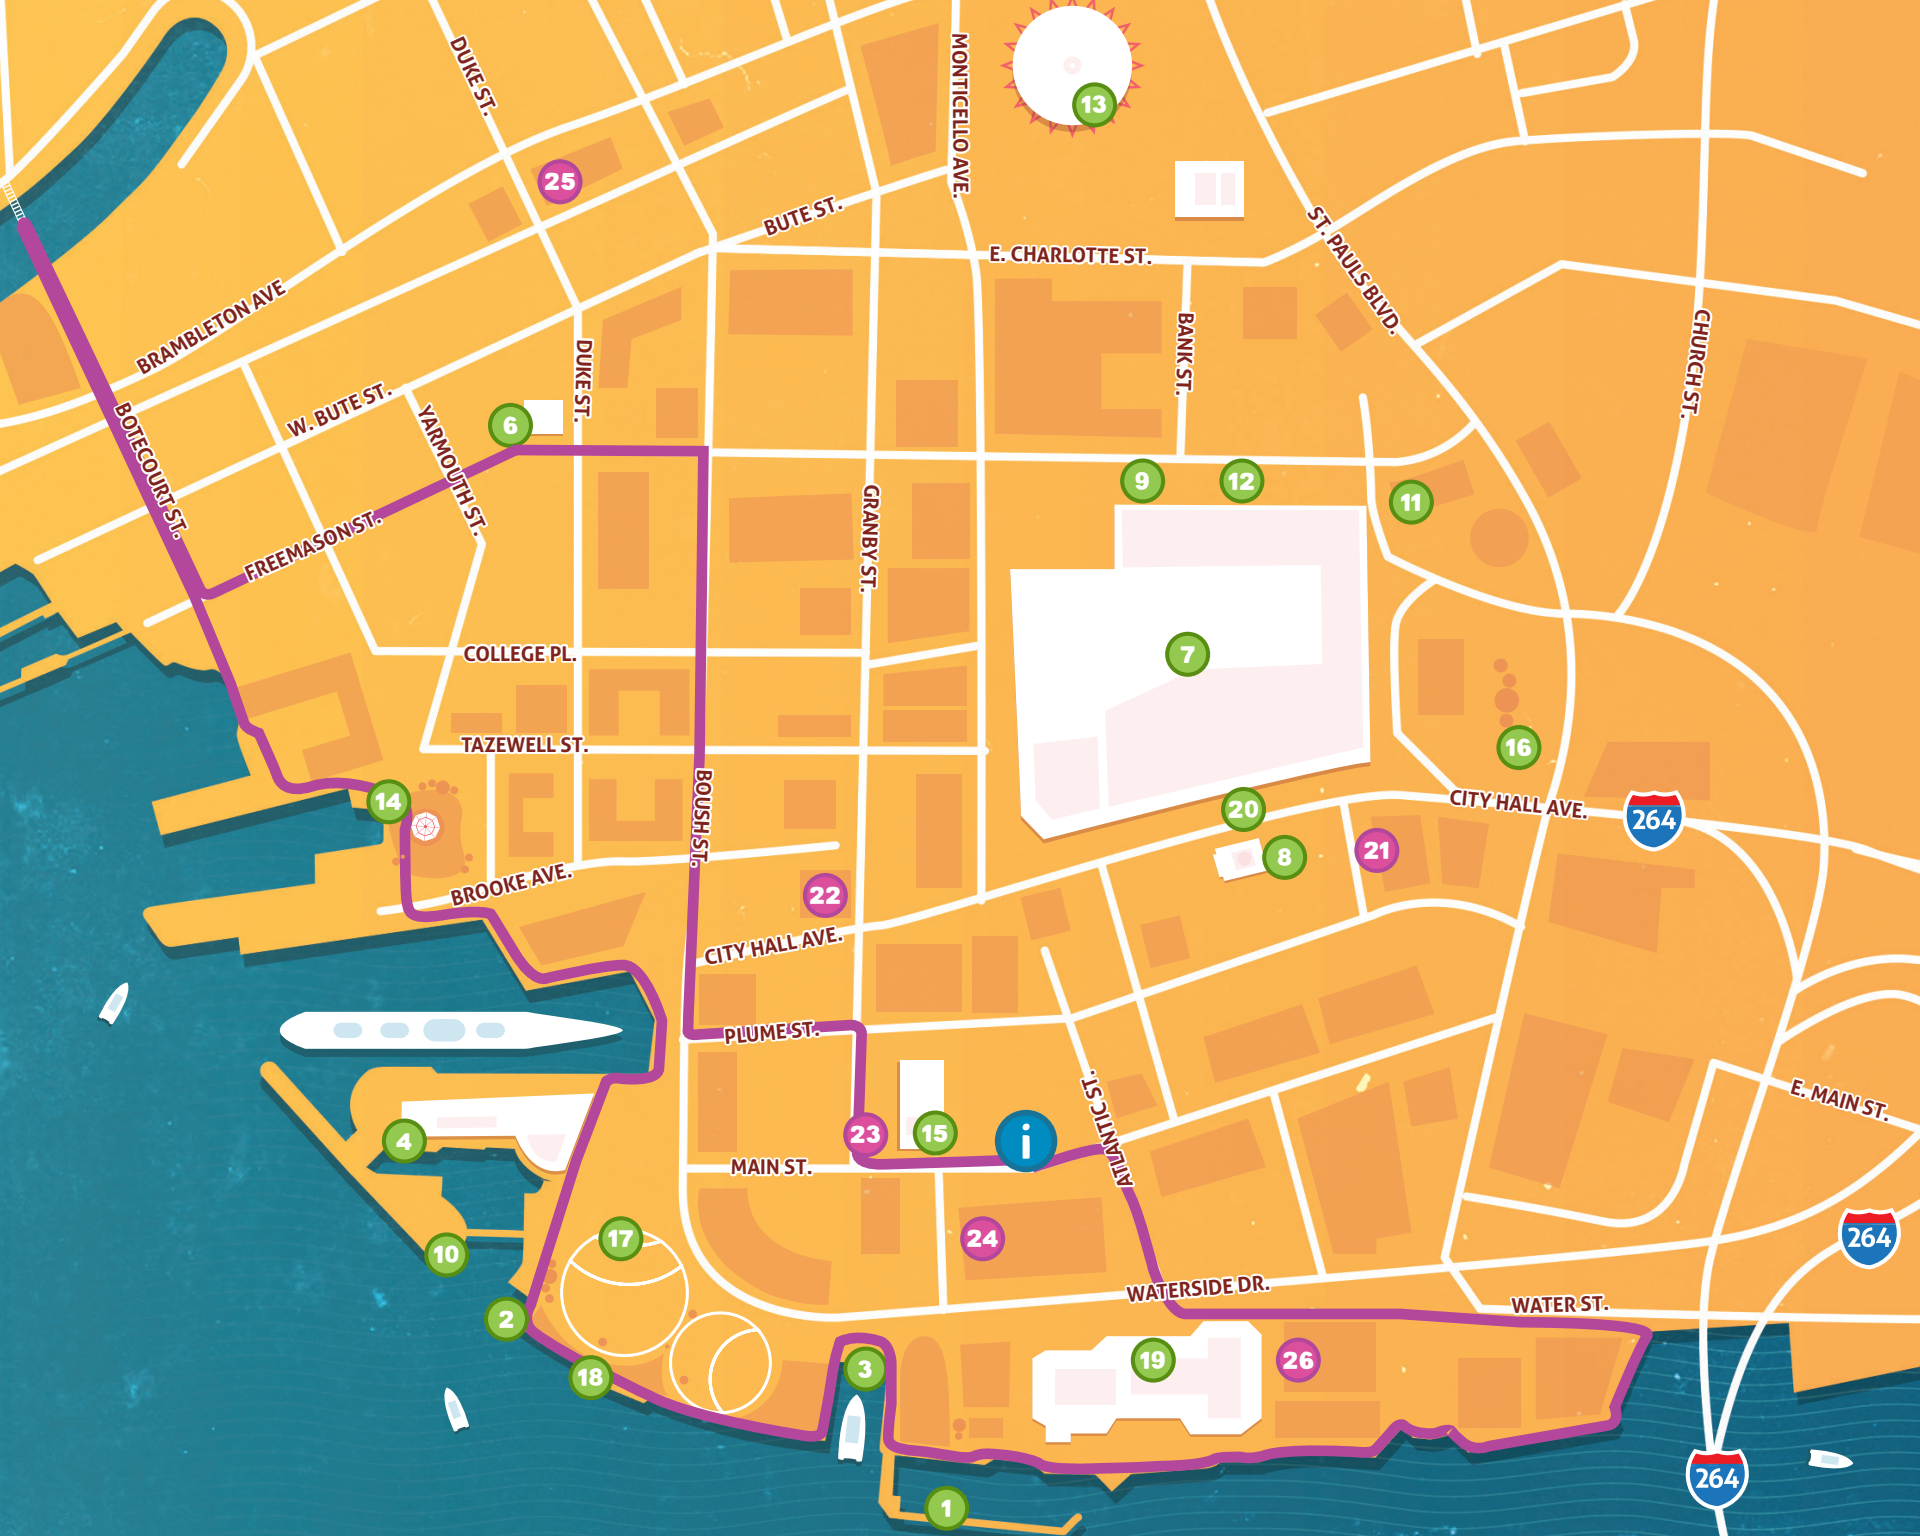 DUKE ST.
MONTICELLO AVE.
13
25
BUTE ST.
ST. PAULS BLVD.
E. CHARLOTTE ST.
BRAMBLETON AVE
DUKE ST.
BANK ST.
CHURCH ST.
W. BUTE ST.
YARMOUTH ST.
6
BOTECOURT ST.
9
12
11
GRANBY ST.
FREEMASON ST.
COLLEGE PL.
7
TAZEWELL ST.
16
14
BOUSH ST.
20
CITY HALL AVE.
264
8
21
BROOKE AVE.
22
CITY HALL AVE.
PLUME ST.
ATLANTIC ST.
E. MAIN ST.
4
23
15
i
MAIN ST.
17
24
10
264
WATERSIDE DR.
WATER ST.
2
18
3
19
26
264
1